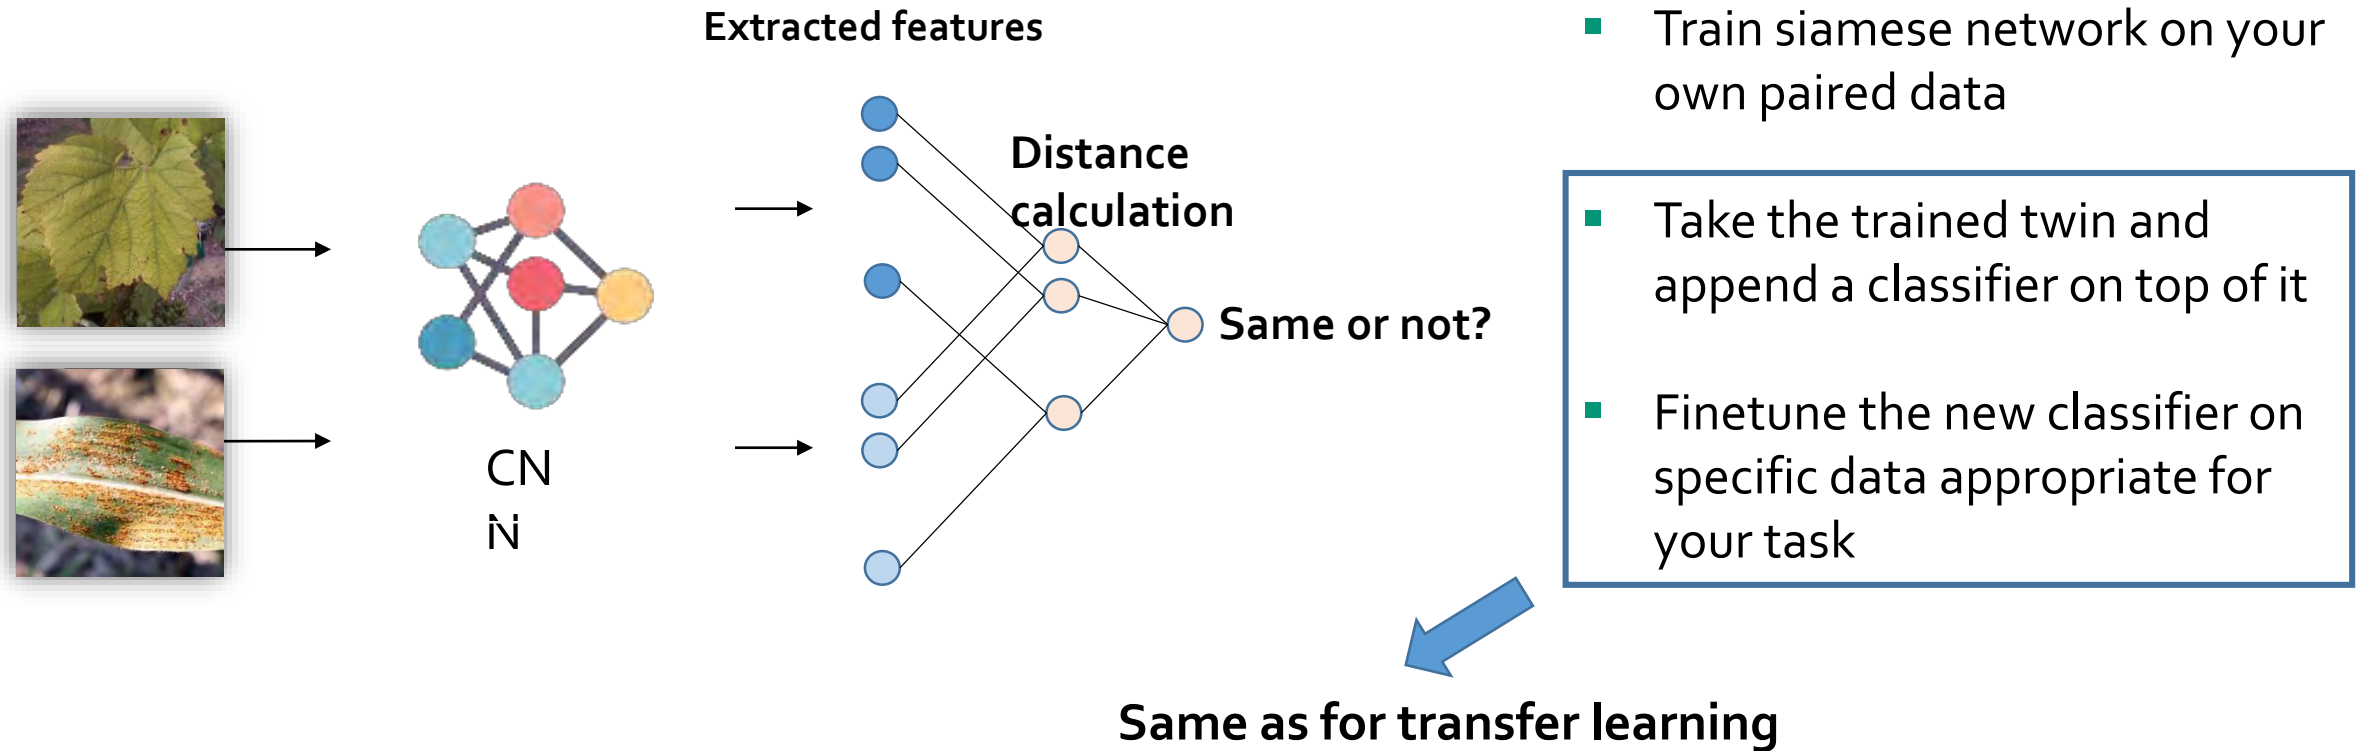 Extracted features
Distance
calculation
Same or not?
CN
N
Train siamese network on your
own paired data
Take the trained twin and
append a classifier on top of it
Finetune the new classifier on
specific data appropriate for
your task
Same as for transfer learning